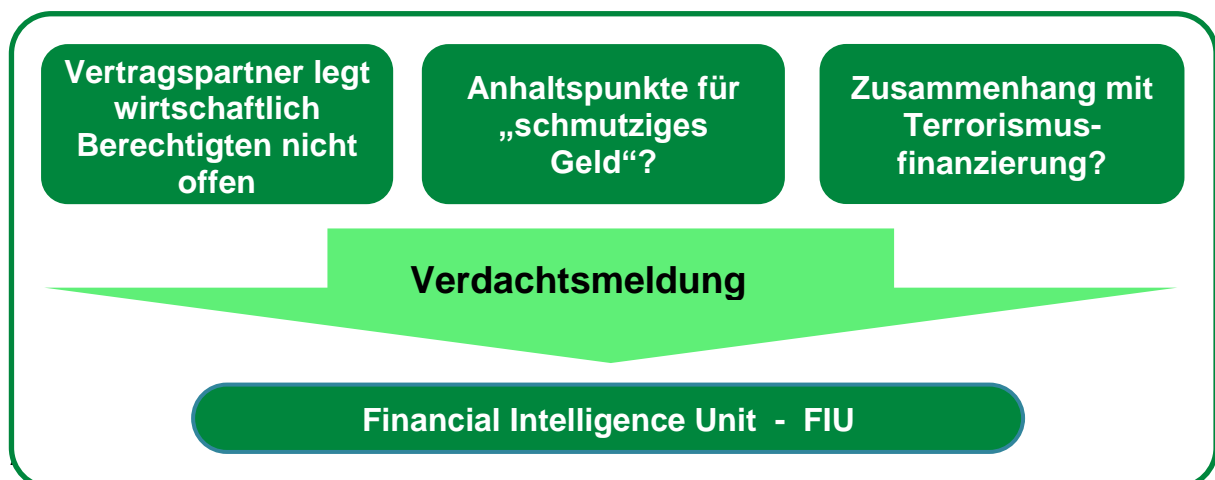 Vertragspartner legt
wirtschaftlich
Berechtigten nicht
offen
Anhaltspunkte für
„schmutziges
Geld“?
Zusammenhang mit
Terrorismus-
finanzierung?
Verdachtsmeldung
Financial Intelligence Unit - FIU